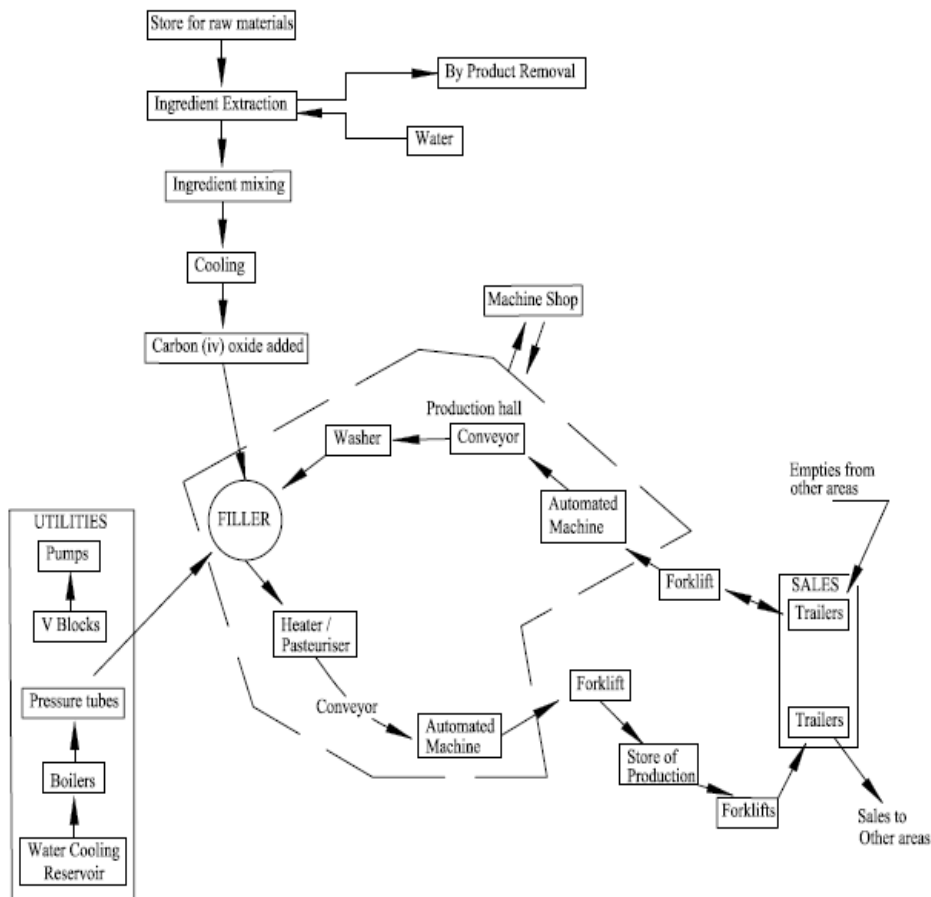 Store for raw materials
By Product Removal
Ingredient Extraction
Water
Ingredient mixing
Cooling
Machine Shop
Carbon (iv) oxide added
Production hall
Washer
Conveyor
Empties from
other areas
Automated
Machine
FILLER
UTILITIES
Pumps
V Blocks
Forklift
SALES
Trailers
Heater /
Pasteuriser
Forklift
Pressure tubes
Conveyor
Automated
Machine
Trailers
Store of
Production
Boilers
Forklifts
Sales to
Other areas
Water Cooling
Reservoir